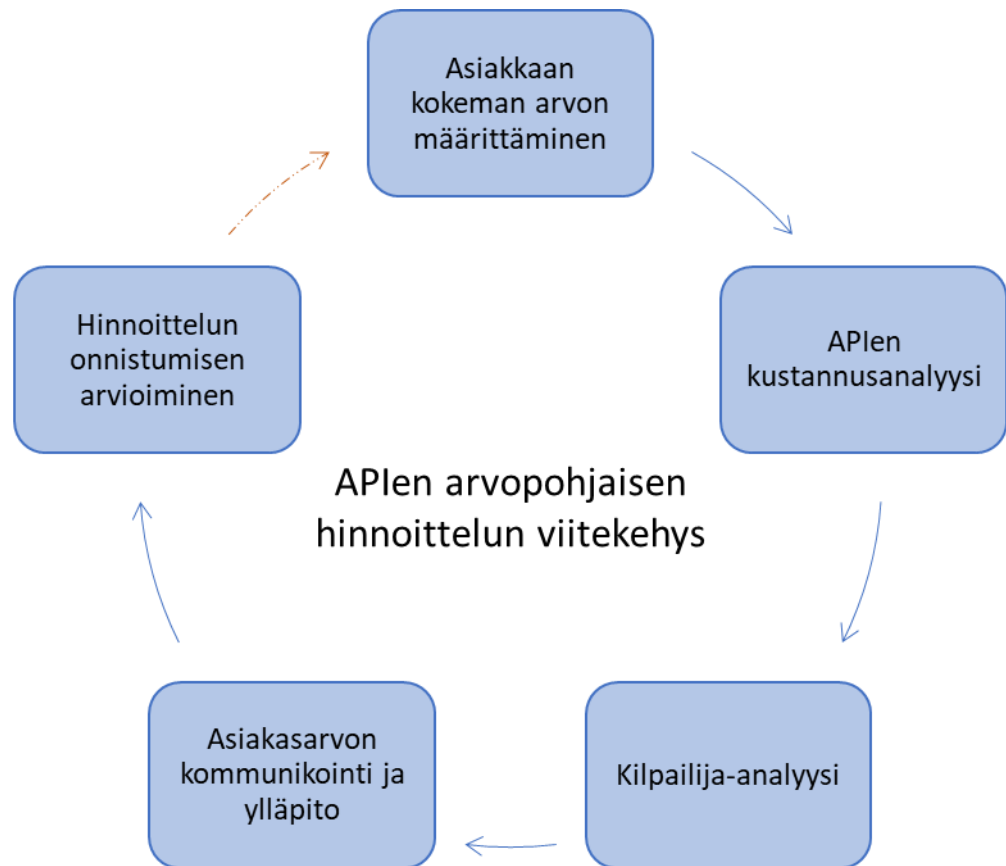 Asiakkaan
kokeman arvon
määrittäminen
APIen
kustannusanalyysi
Kilpailija-analyysi
Asiakasarvon
kommunikointi ja
ylläpito
Hinnoittelun
onnistumisen
arvioiminen
APIen arvopohjaisen
hinnoittelun viitekehys